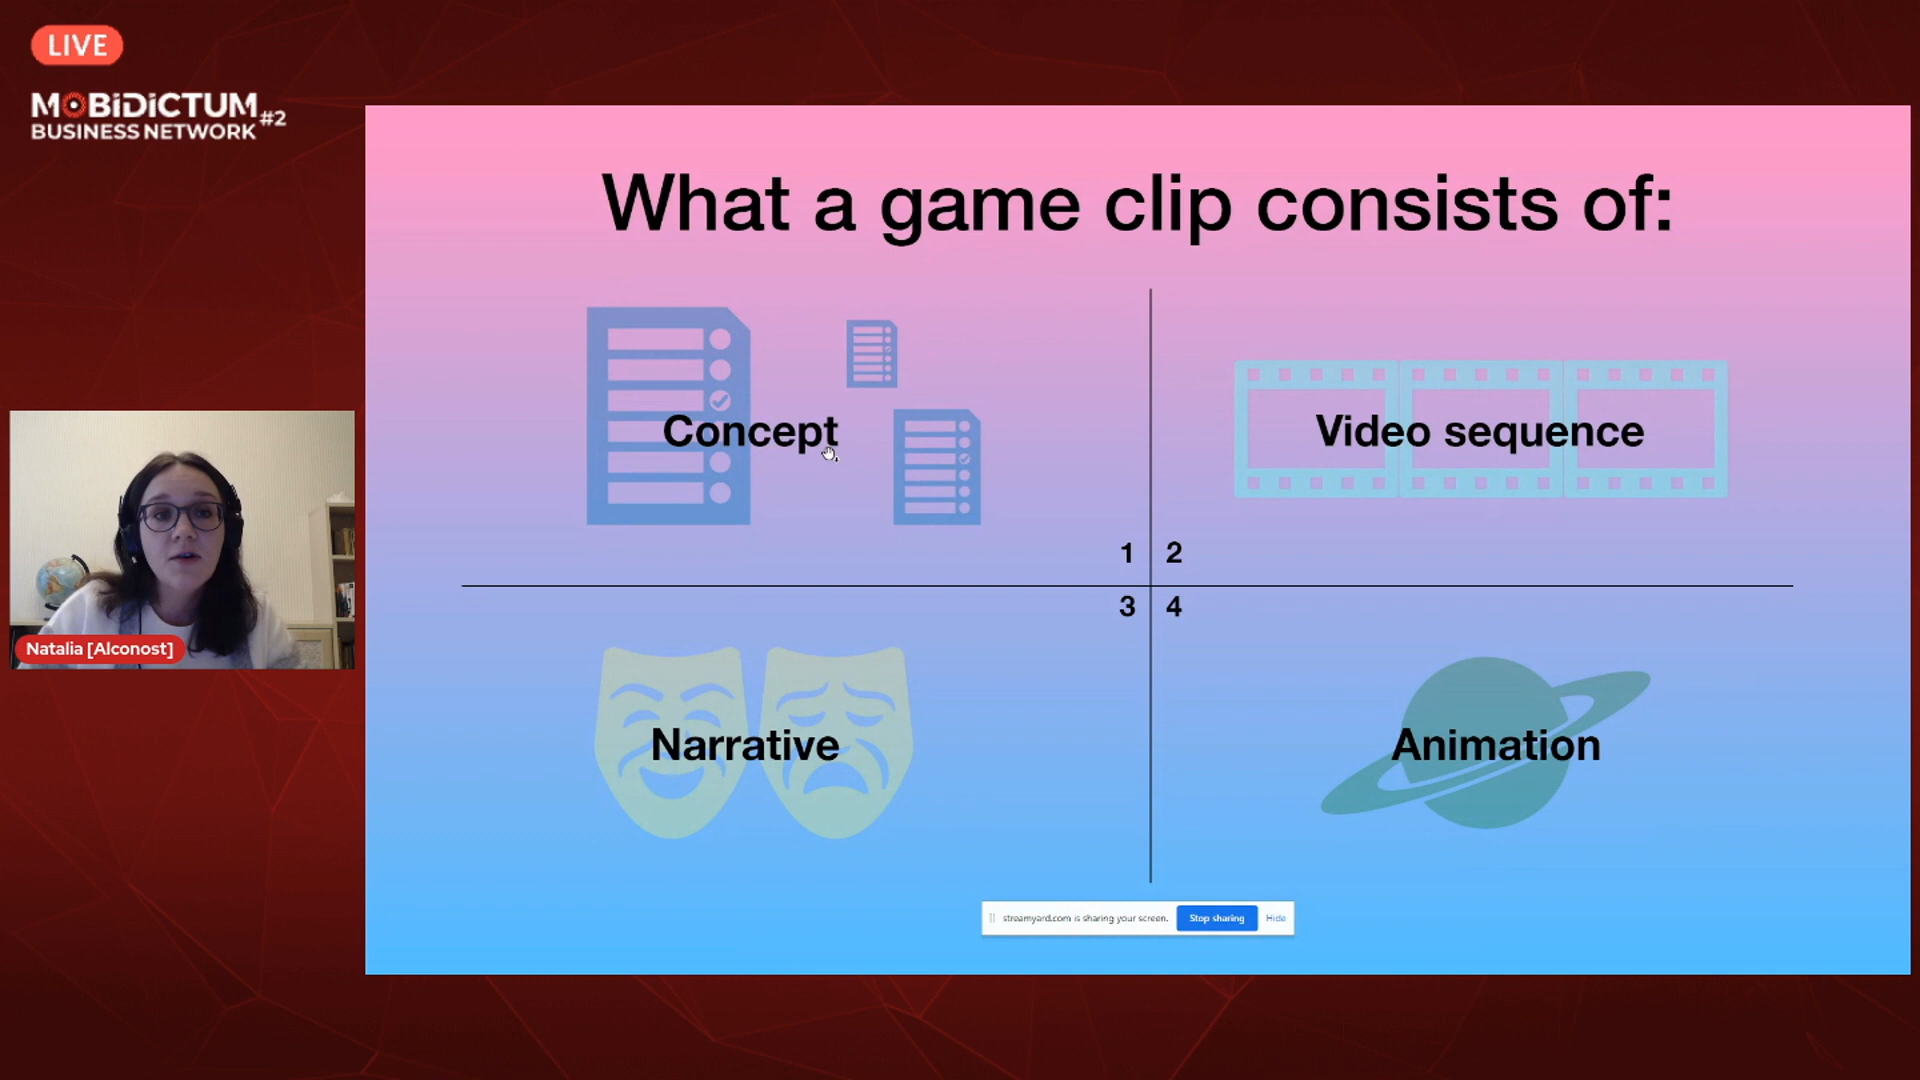 LIVE
MOBiDiCTUM
BUSINESS NETWORK #2
What a game clip consists of:
Concept
Video sequence
1
2
3
4
Natalia [Alconost]
Narrative
Animation
streamyard.com is sharing your screen. Stop sharing Hide